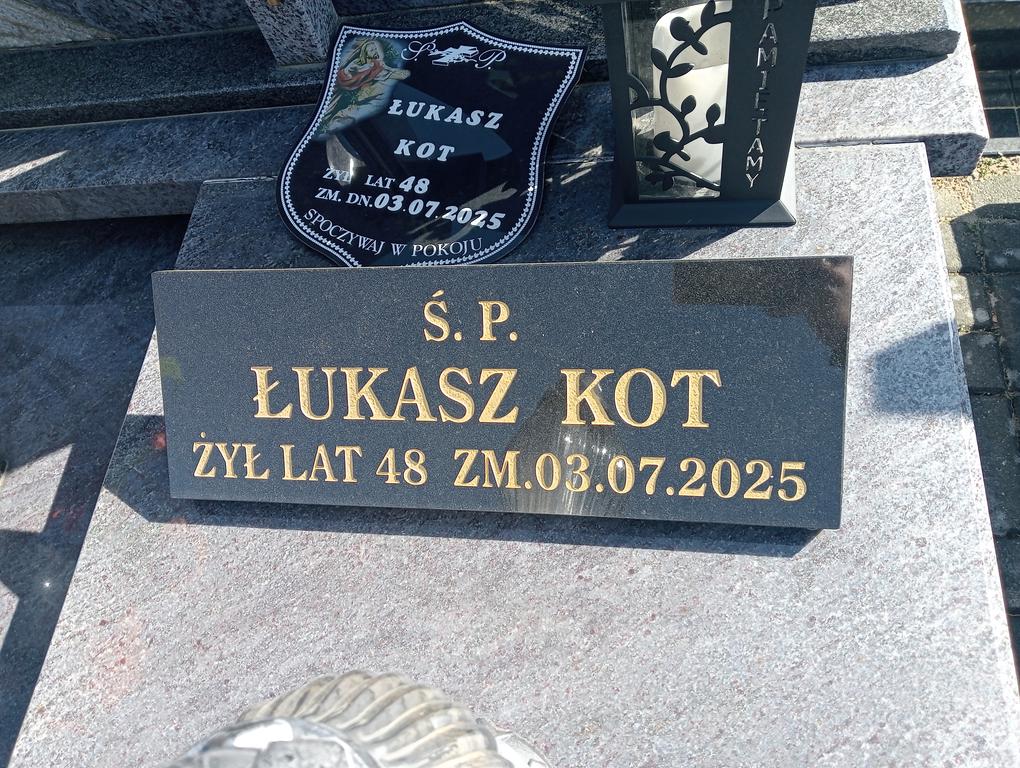 Ś. P.
ŁUKASZ
KOT
ŻYŁ LAT 48
ZM. DN. 03.07.2025
SPOCZYWAJ W POKOJU
PAMIĘTAMY
Ś. P.
ŁUKASZ KOT
ŻYŁ LAT 48 ZM.03.07.2025